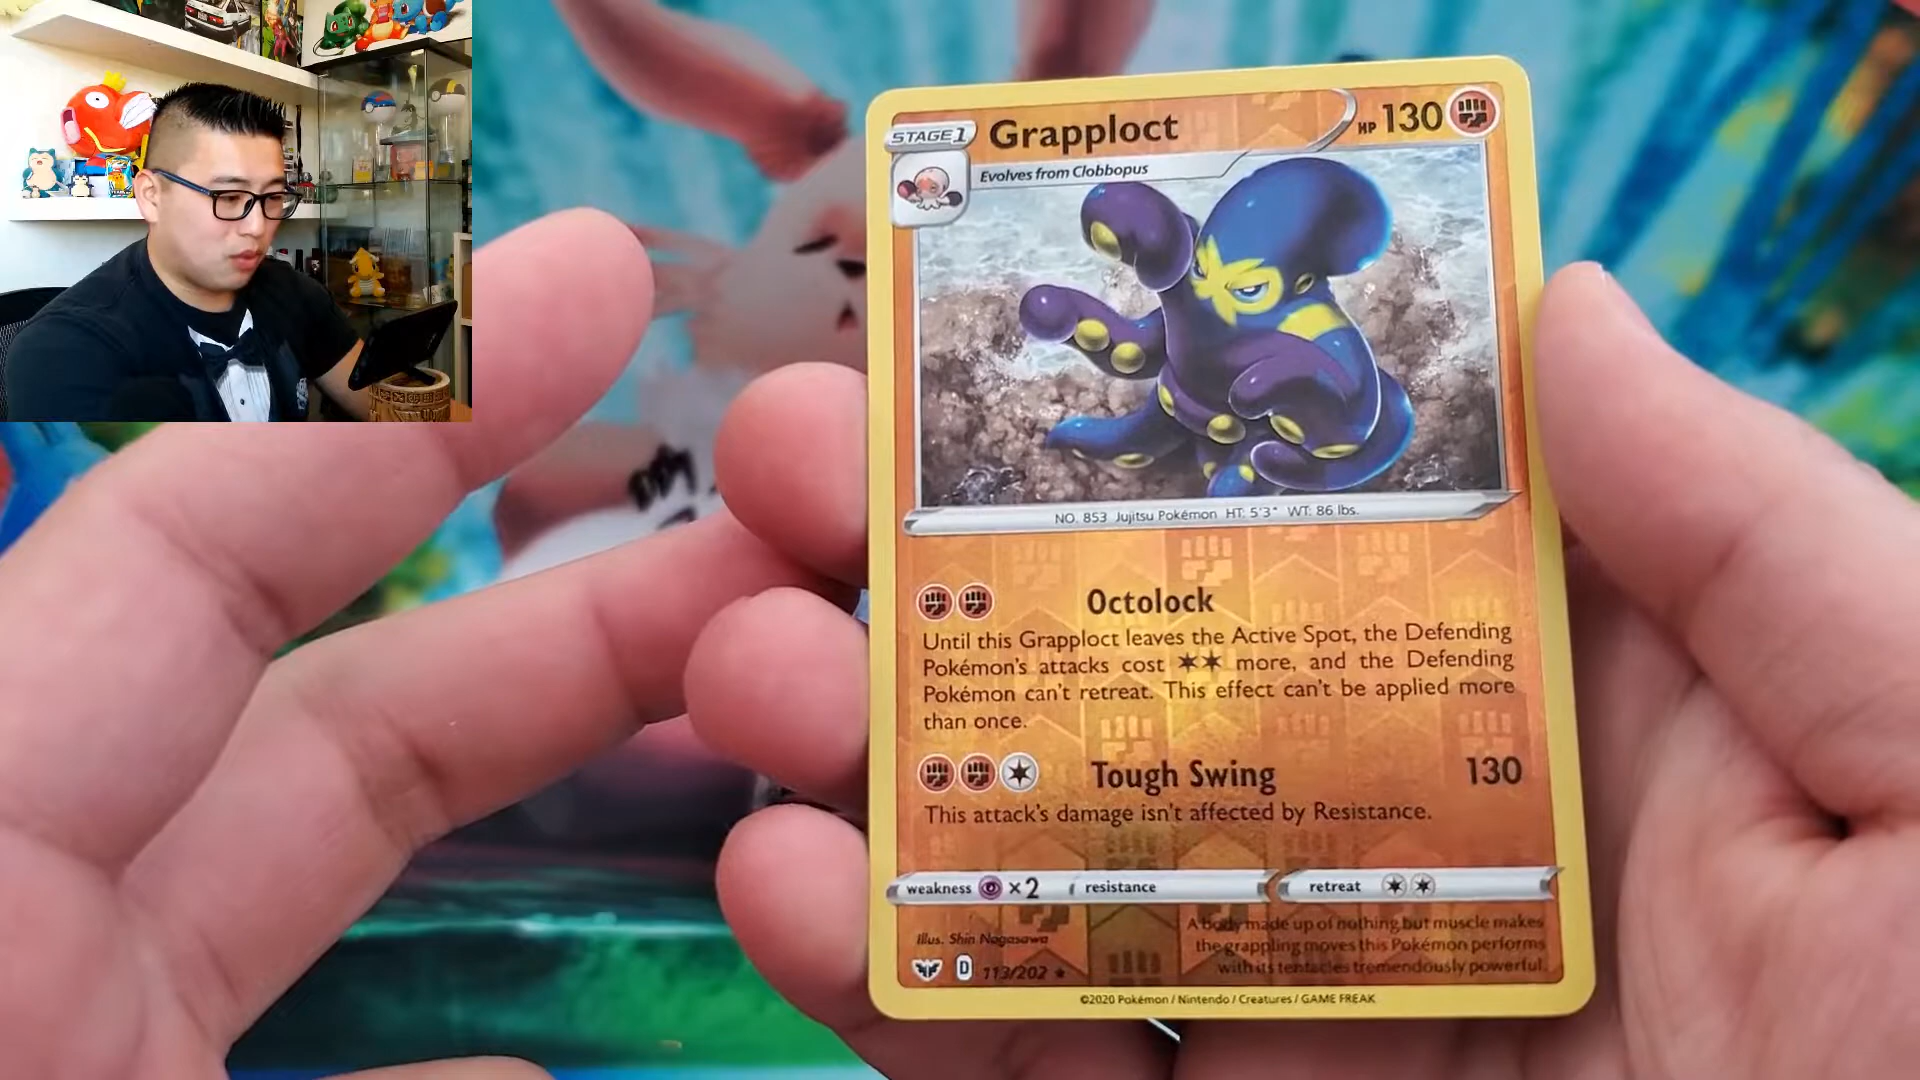 STAGE1 Grapploct HP 130
Evolves from Clobbopus
NO. 853 Jujitsu Pokémon HT: 5'3" WT: 86 lbs.
Octolock
Until this Grapploct leaves the Active Spot, the Defending
Pokémon's attacks cost ✶✶ more, and the Defending
Pokémon can't retreat. This effect can't be applied more
than once.
Tough Swing 130
This attack's damage isn't affected by Resistance.
weakness ×2 resistance retreat
Illus. Shin Nagasawa
D 113/202 ★
A body made up of nothing but muscle makes
the grappling moves this Pokémon performs
with its tentacles tremendously powerful.
©2020 Pokémon / Nintendo / Creatures / GAME FREAK